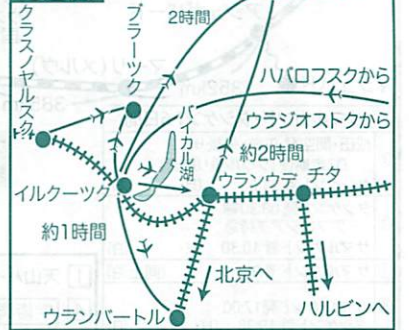 クラスノヤルスク
ブラーツク
2時間
ハバロフスクから
ウラジオストクから
バイカル湖
約2時間
イルクーツク
ウランウデ
チタ
約1時間
北京へ
ハルビンへ
ウランバートル